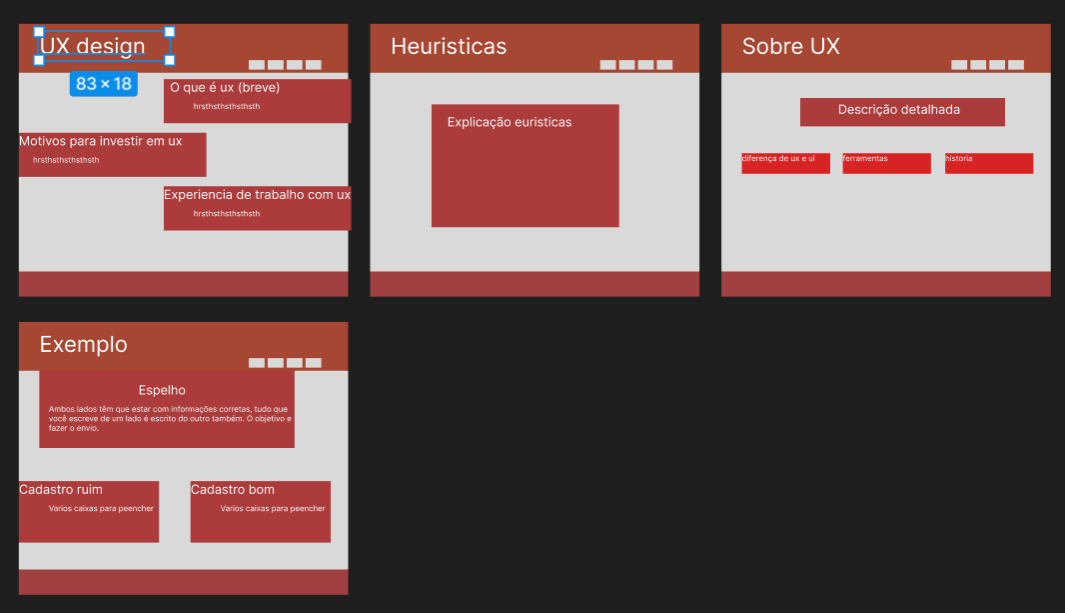 UX design
83 × 18
O que é ux (breve)
hrsthsthsthsthsth
Motivos para investir em ux
hrsthsthsthsthsth
Experiencia de trabalho com ux
hrsthsthsthsthsth
Heuristicas
Explicação euristicas
Sobre UX
Descrição detalhada
diferença de ux e ui
ferramentas
historia
Exemplo
Espelho
Ambos lados têm que estar com informações corretas, tudo que
você escreve de um lado é escrito do outro também. O objetivo e
fazer o envio.
Cadastro ruim
Varios caixas para peencher
Cadastro bom
Varios caixas para peencher